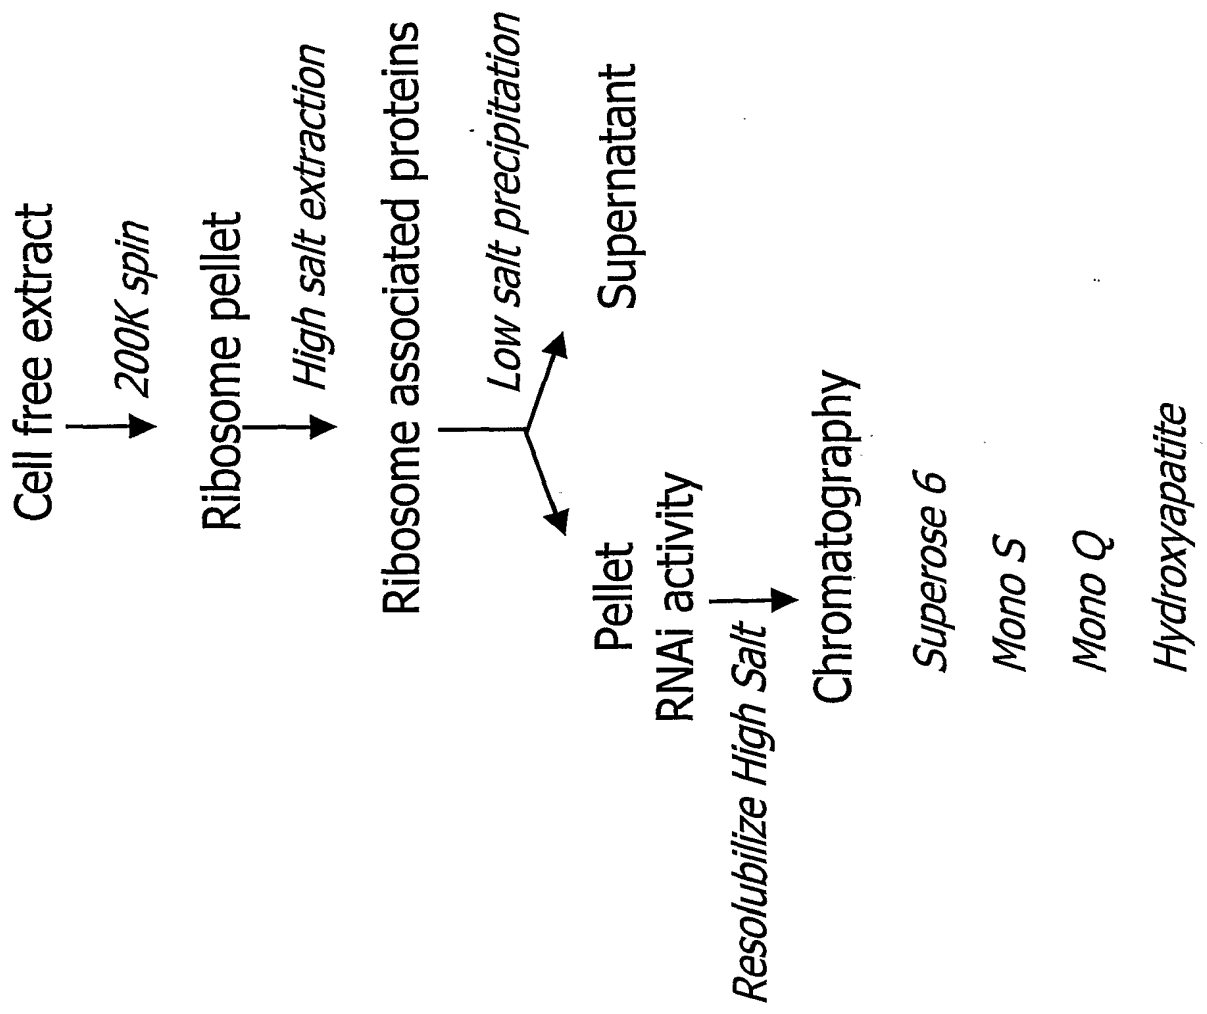 Cell free extract
200K spin
Ribosome pellet
High salt extraction
Ribosome associated proteins
Low salt precipitation
Pellet
Supernatant
RNAi activity
Resolubilize High Salt
Chromatography
Superose 6
Mono S
Mono Q
Hydroxyapatite